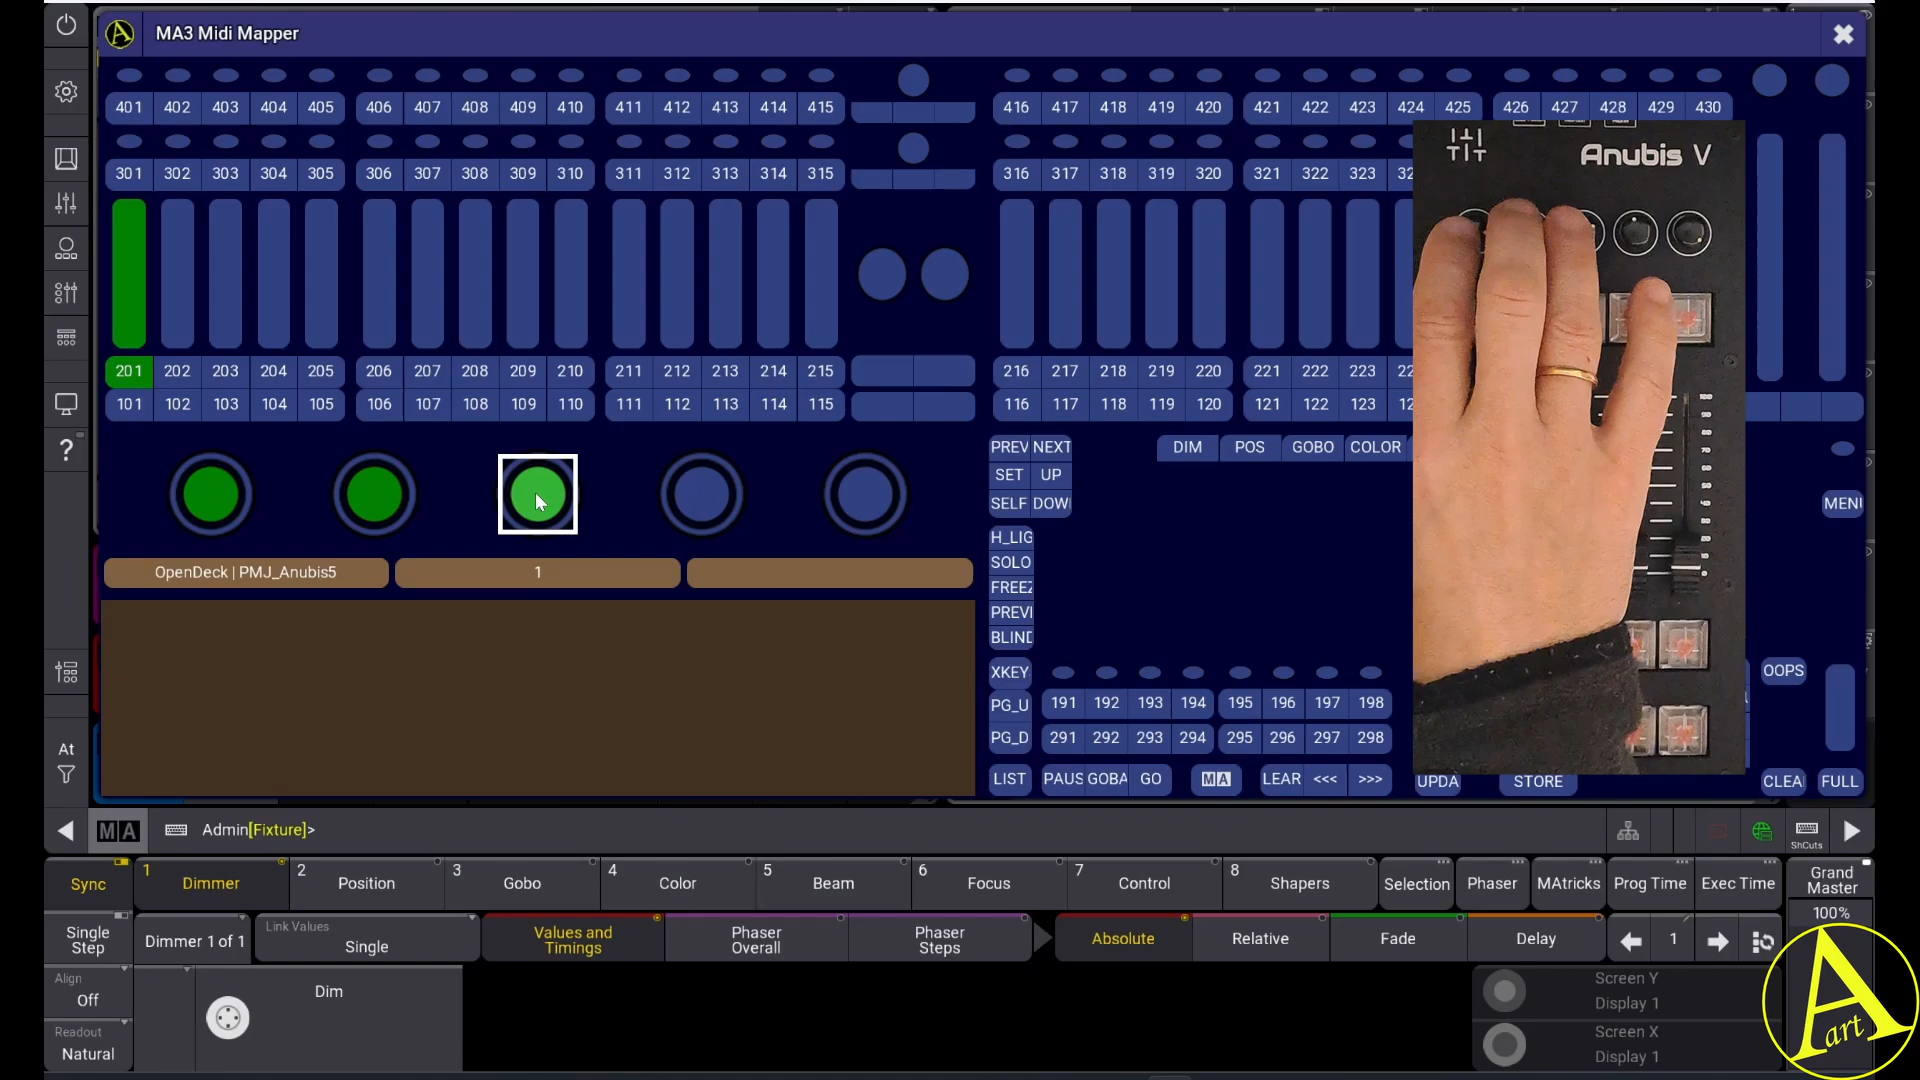 MA3 Midi Mapper
401 402 403 404 405 406 407 408 409 410 411 412 413 414 415 416 417 418 419 420 421 422 423 424 425 426 427 428 429 430
301 302 303 304 305 306 307 308 309 310 311 312 313 314 315 316 317 318 319 320 321 322 323 32
Anubis V
201 202 203 204 205 206 207 208 209 210 211 212 213 214 215 216 217 218 219 220 221 222 223 22
101 102 103 104 105 106 107 108 109 110 111 112 113 114 115 116 117 118 119 120 121 122 123 12
PREV NEXT DIM POS GOBO COLOR
SET UP
SELF DOW MENU
H_LIG
SOLO
FREEZ
PREVI
BLIND
OpenDeck | PMJ_Anubis5 1
XKEY OOPS
PG_U 191 192 193 194 195 196 197 198
PG_D 291 292 293 294 295 296 297 298
LIST PAUS GOBA GO MA LEAR <<< >>> UPDA STORE CLEA FULL
?
At
MA Admin[Fixture]> ShCuts
Sync 1 Dimmer 2 Position 3 Gobo 4 Color 5 Beam 6 Focus 7 Control 8 Shapers Selection Phaser MAtricks Prog Time Exec Time Grand Master
100%
Single Step Dimmer 1 of 1 Link Values Single Values and Timings Phaser Overall Phaser Steps Absolute Relative Fade Delay 1
Align Off Dim Screen Y Display 1
Readout Natural Screen X Display 1
A art